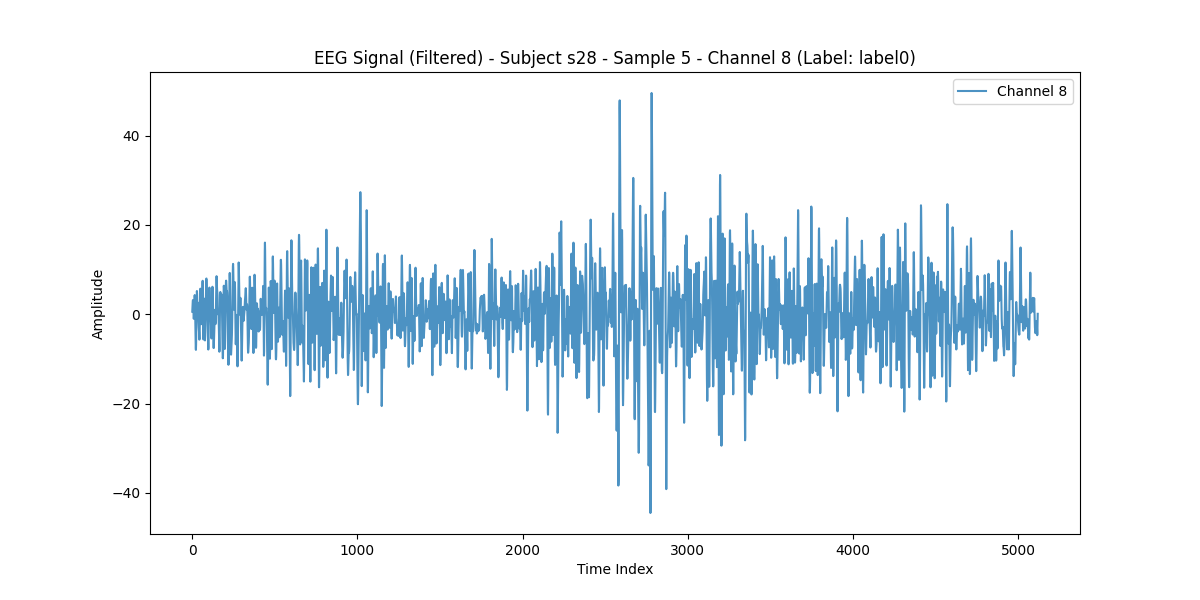 EEG Signal (Filtered) - Subject s28 - Sample 5 - Channel 8 (Label: label0)
Channel 8
40
20
0
−20
−40
Amplitude
0 1000 2000 3000 4000 5000
Time Index